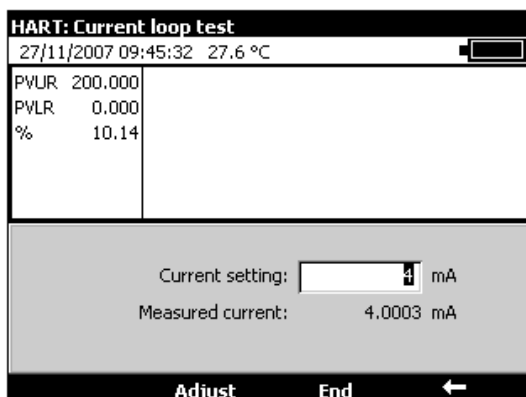 HART: Current loop test
27/11/2007 09:45:32 27.6 °C
PVUR 200.000
PVLR 0.000
% 10.14
Current setting: 4 mA
Measured current: 4.0003 mA
Adjust End ←